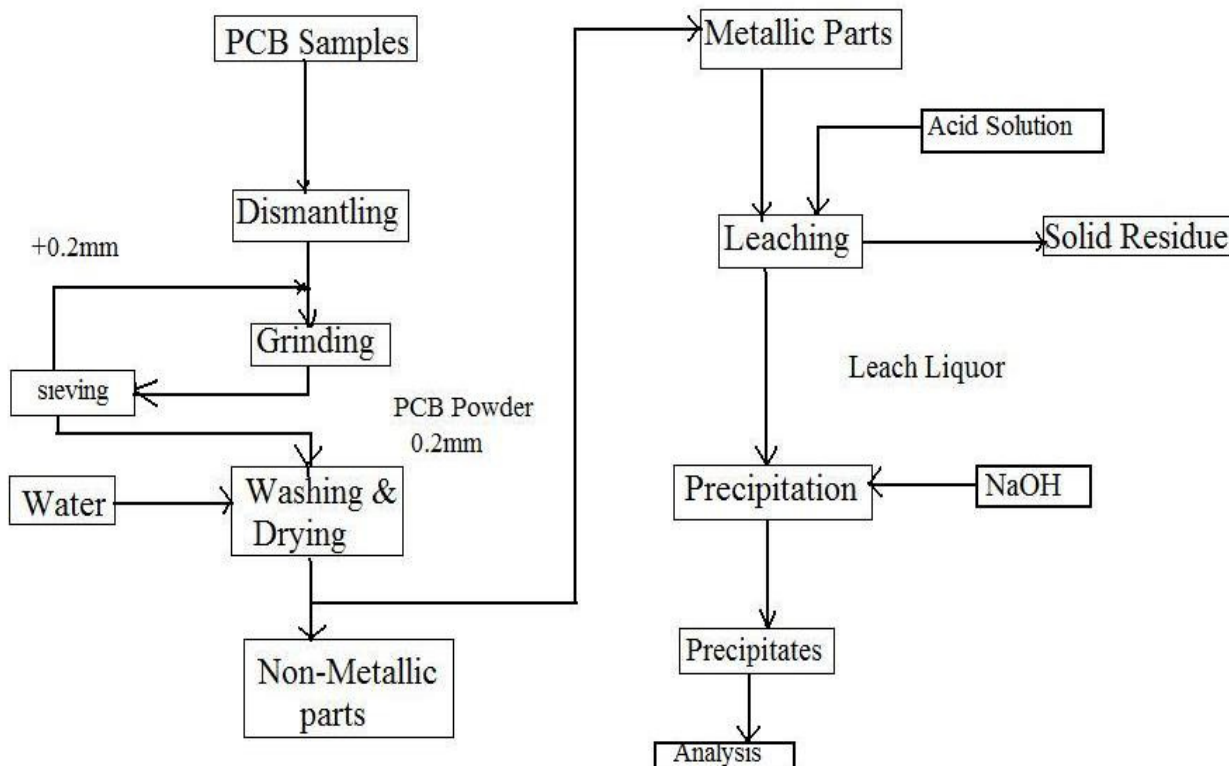 PCB Samples
Dismantling
+0.2mm
Grinding
sieving
PCB Powder
0.2mm
Water
Washing &
Drying
Non-Metallic
parts
Metallic Parts
Acid Solution
Leaching
Solid Residue
Leach Liquor
Precipitation
NaOH
Precipitates
Analysis